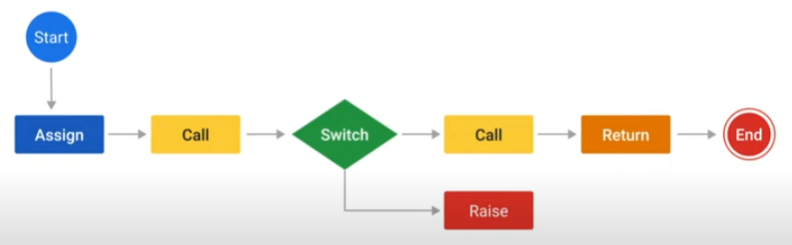 Start
Assign
Call
Switch
Call
Return
End
Raise